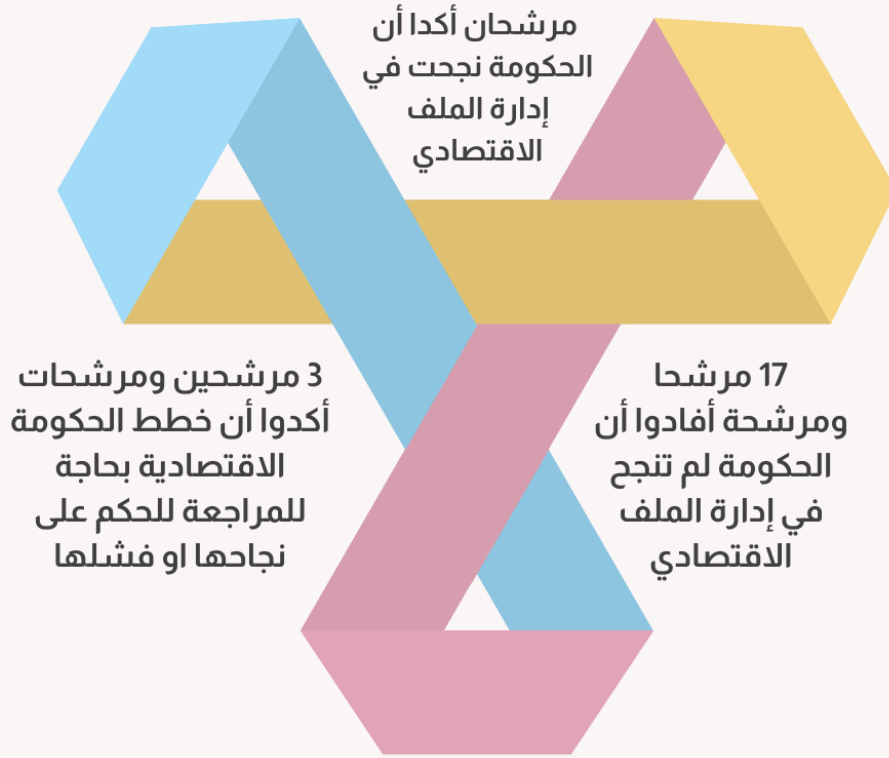 مرشحان أكدا أن
الحكومة نجحت في
إدارة الملف
الاقتصادي
17 مرشحا
ومرشحة أفادوا أن
الحكومة لم تنجح
في إدارة الملف
الاقتصادي
3 مرشحين ومرشحات
أكدوا أن خطط الحكومة
الاقتصادية بحاجة
للمراجعة للحكم على
نجاحها او فشلها